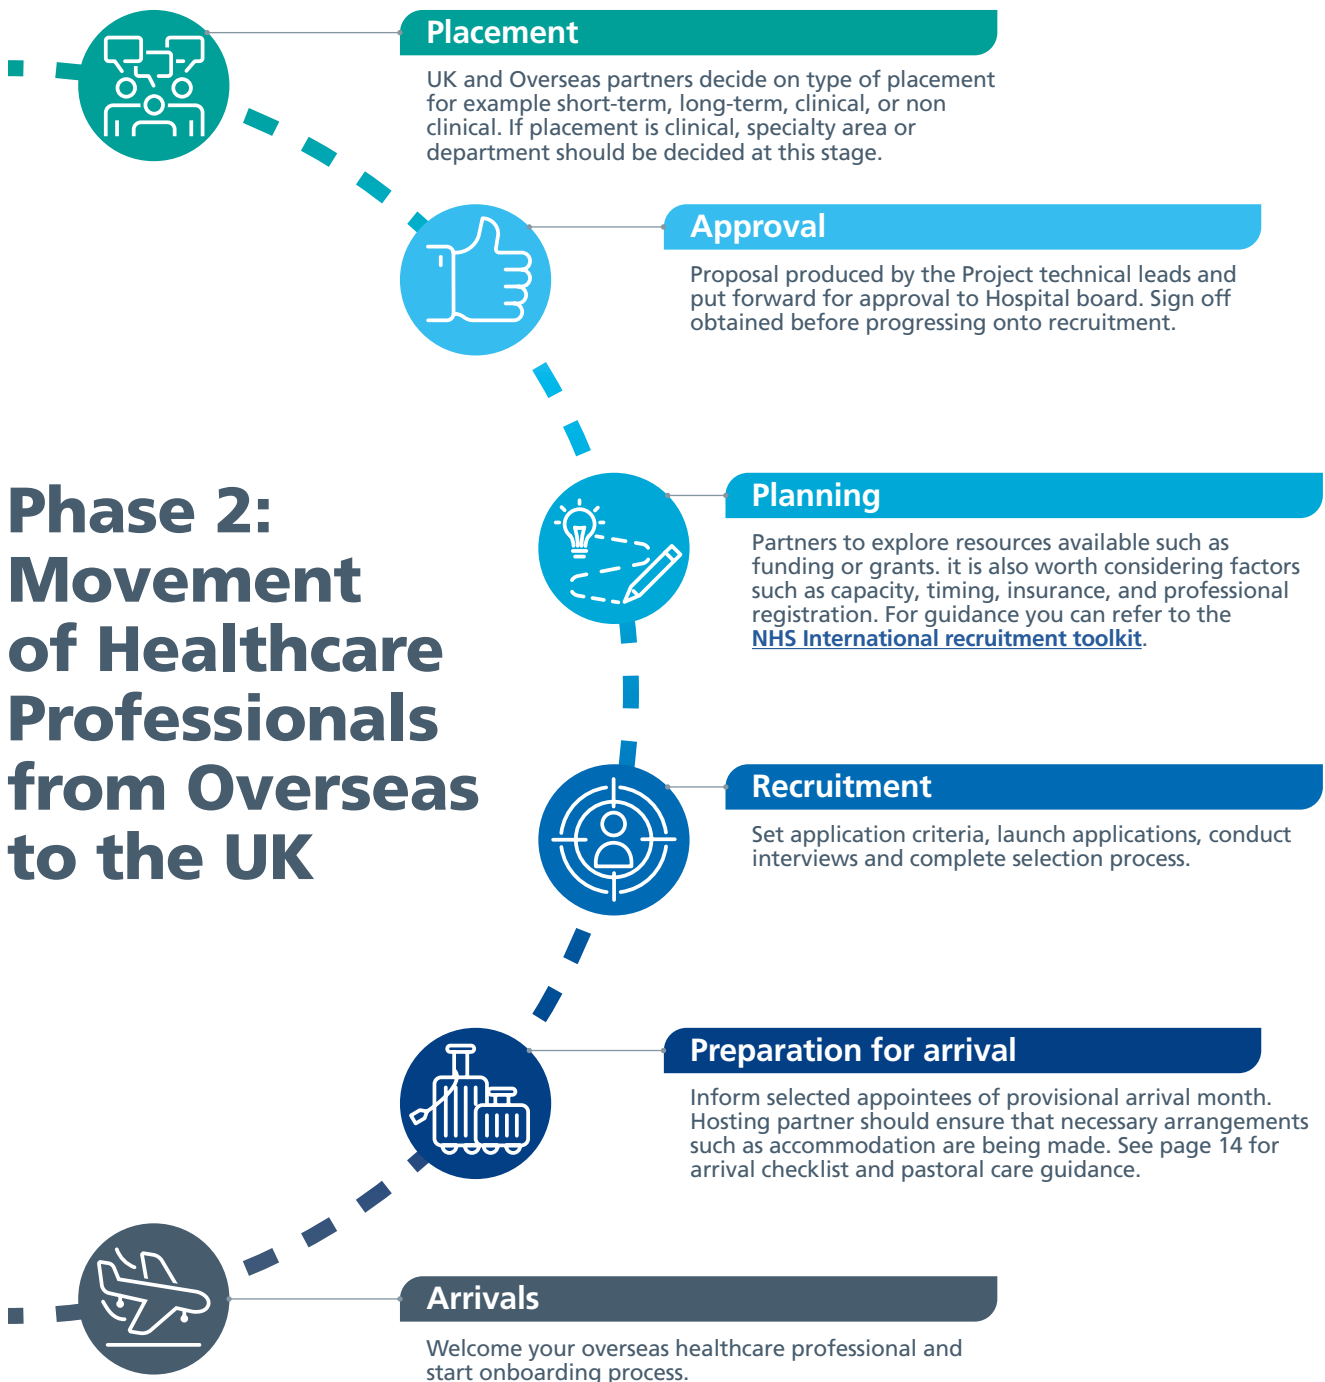 Placement
UK and Overseas partners decide on type of placement
for example short-term, long-term, clinical, or non
clinical. If placement is clinical, specialty area or
department should be decided at this stage.
Approval
Proposal produced by the Project technical leads and
put forward for approval to Hospital board. Sign off
obtained before progressing onto recruitment.
Phase 2:
Movement
of Healthcare
Professionals
from Overseas
to the UK
Planning
Partners to explore resources available such as
funding or grants. it is also worth considering factors
such as capacity, timing, insurance, and professional
registration. For guidance you can refer to the
NHS International recruitment toolkit.
Recruitment
Set application criteria, launch applications, conduct
interviews and complete selection process.
Preparation for arrival
Inform selected appointees of provisional arrival month.
Hosting partner should ensure that necessary arrangements
such as accommodation are being made. See page 14 for
arrival checklist and pastoral care guidance.
Arrivals
Welcome your overseas healthcare professional and
start onboarding process.